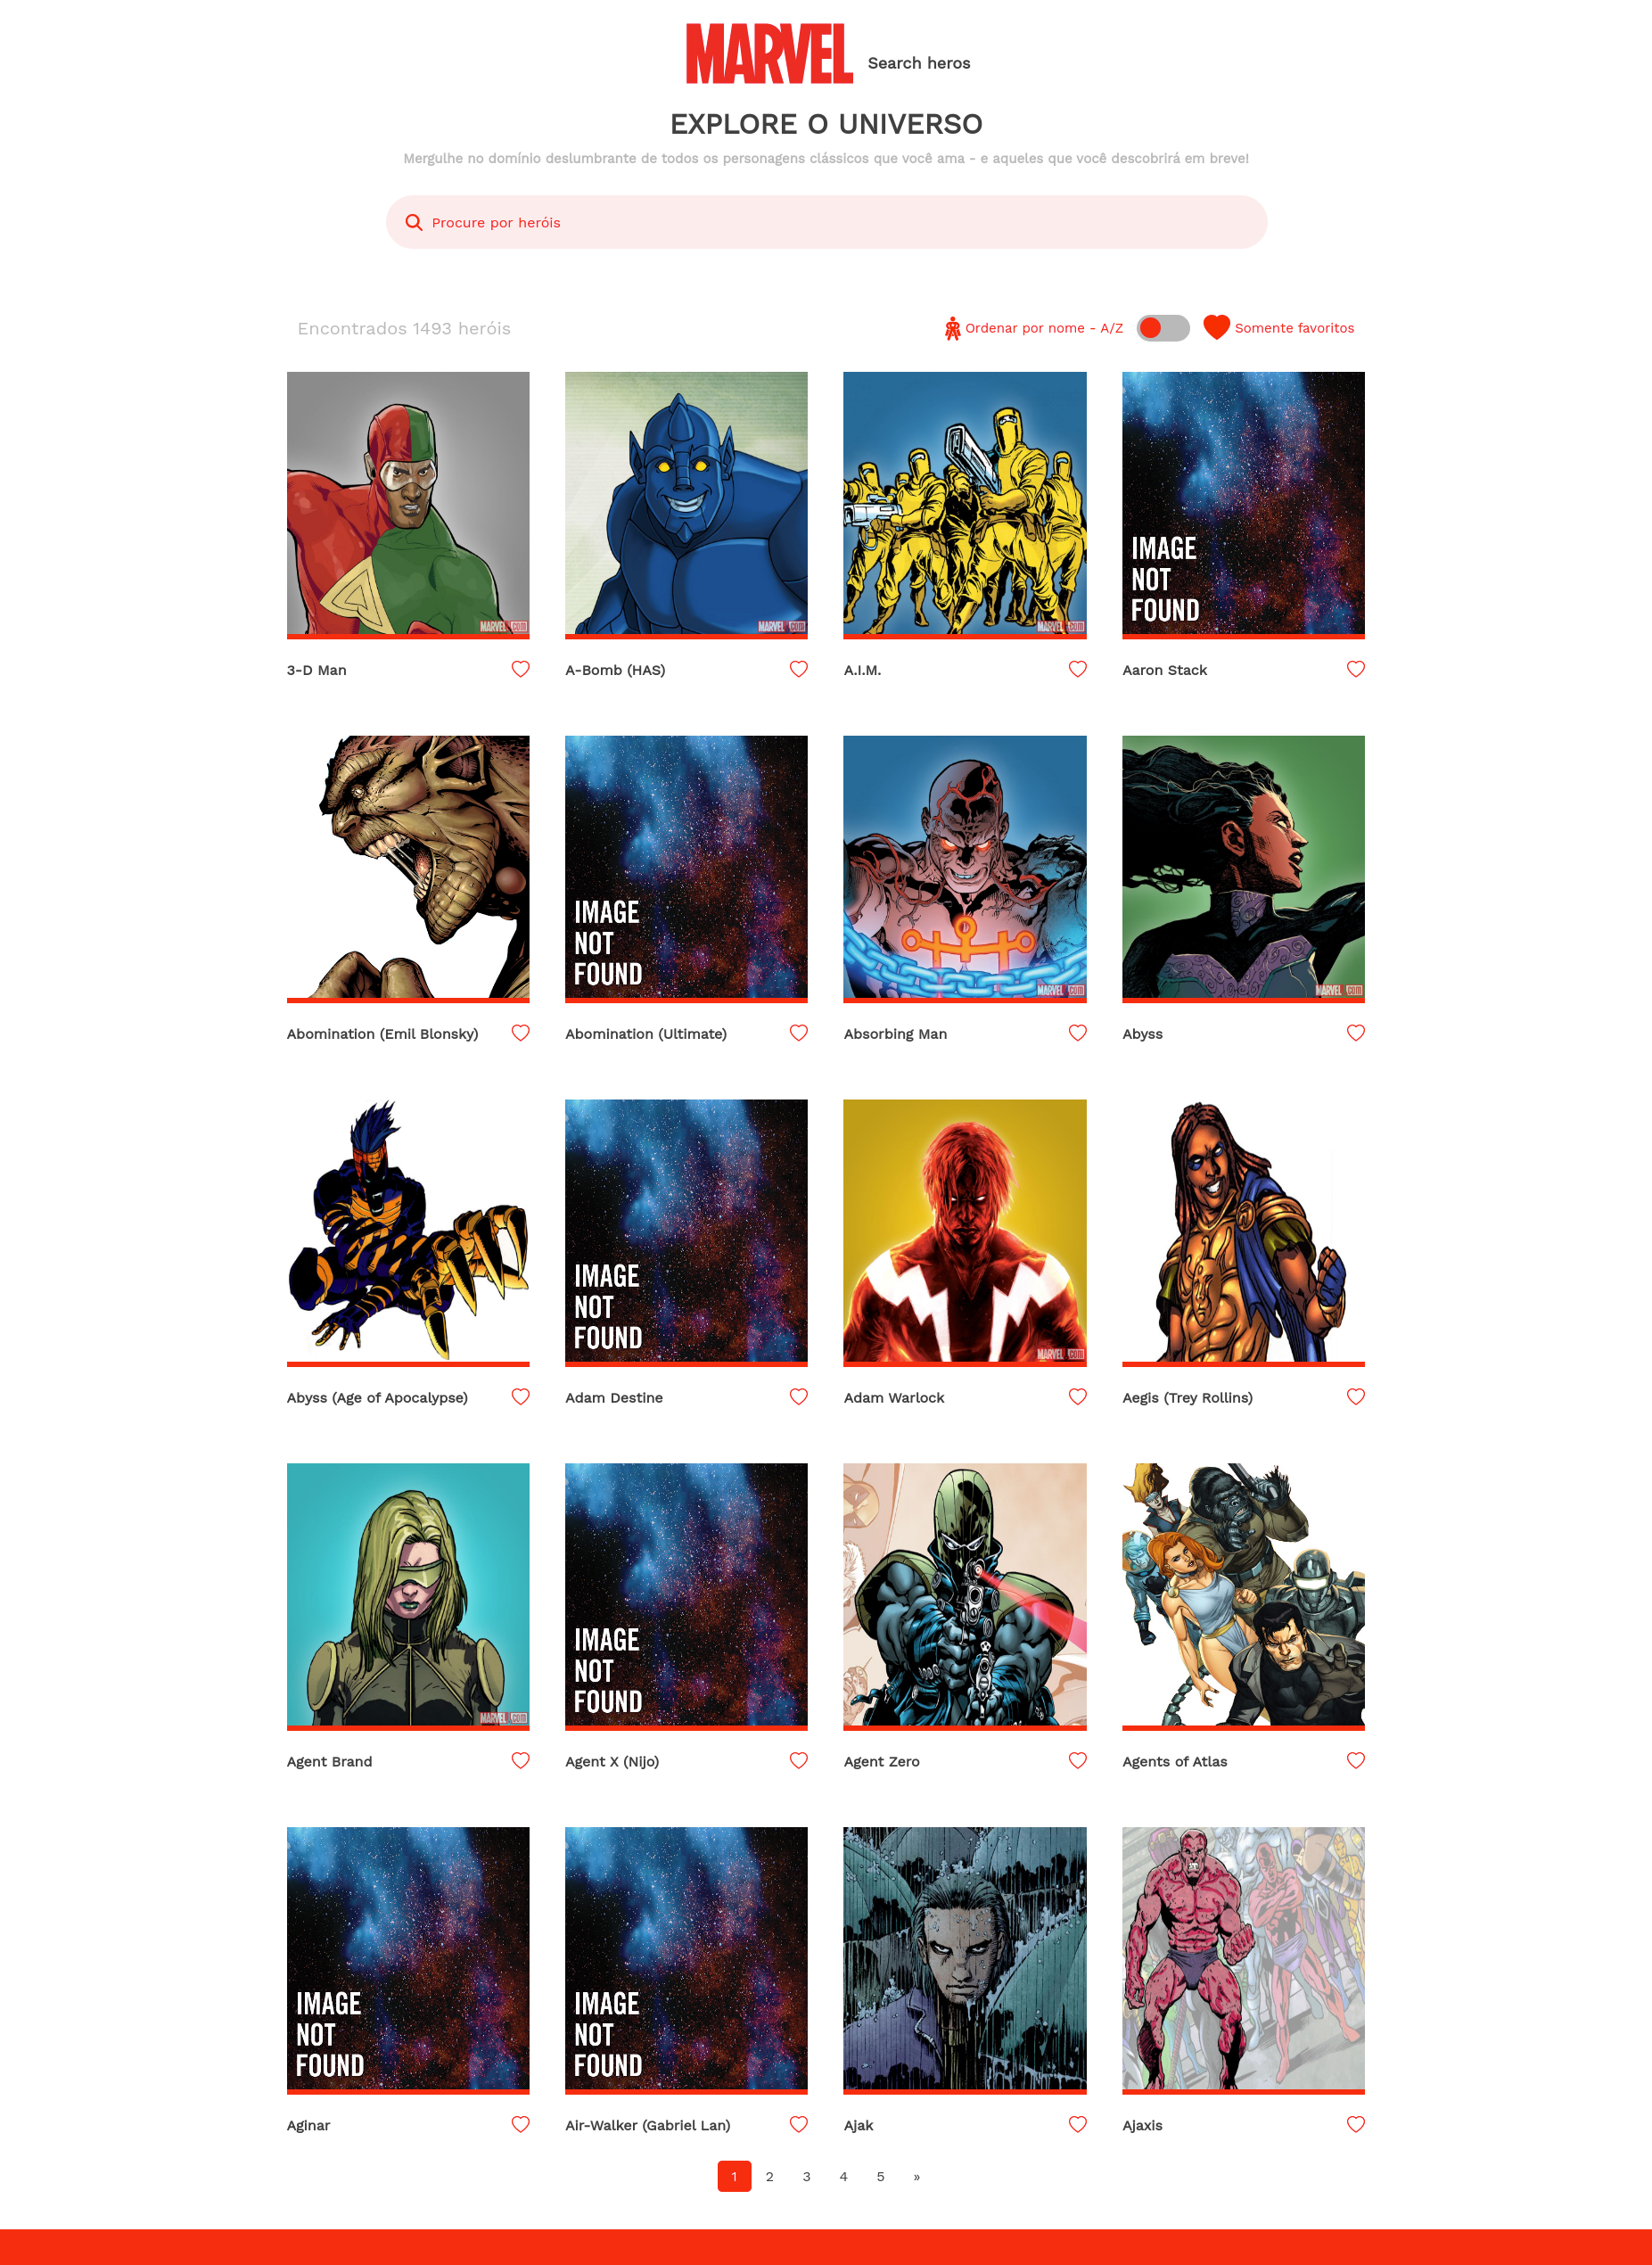 MARVEL Search heros
EXPLORE O UNIVERSO
Mergulhe no domínio deslumbrante de todos os personagens clássicos que você ama - e aqueles que você descobrirá em breve!
Procure por heróis
Encontrados 1493 heróis
Ordenar por nome - A/Z
Somente favoritos
MARVEL.com
MARVEL.com
MARVEL.com
IMAGE
NOT
FOUND
3-D Man
A-Bomb (HAS)
A.I.M.
Aaron Stack
IMAGE
NOT
FOUND
MARVEL.com
MARVEL.com
Abomination (Emil Blonsky)
Abomination (Ultimate)
Absorbing Man
Abyss
IMAGE
NOT
FOUND
MARVEL.com
Abyss (Age of Apocalypse)
Adam Destine
Adam Warlock
Aegis (Trey Rollins)
MARVEL.com
IMAGE
NOT
FOUND
Agent Brand
Agent X (Nijo)
Agent Zero
Agents of Atlas
IMAGE
NOT
FOUND
IMAGE
NOT
FOUND
Aginar
Air-Walker (Gabriel Lan)
Ajak
Ajaxis
1 2 3 4 5 »